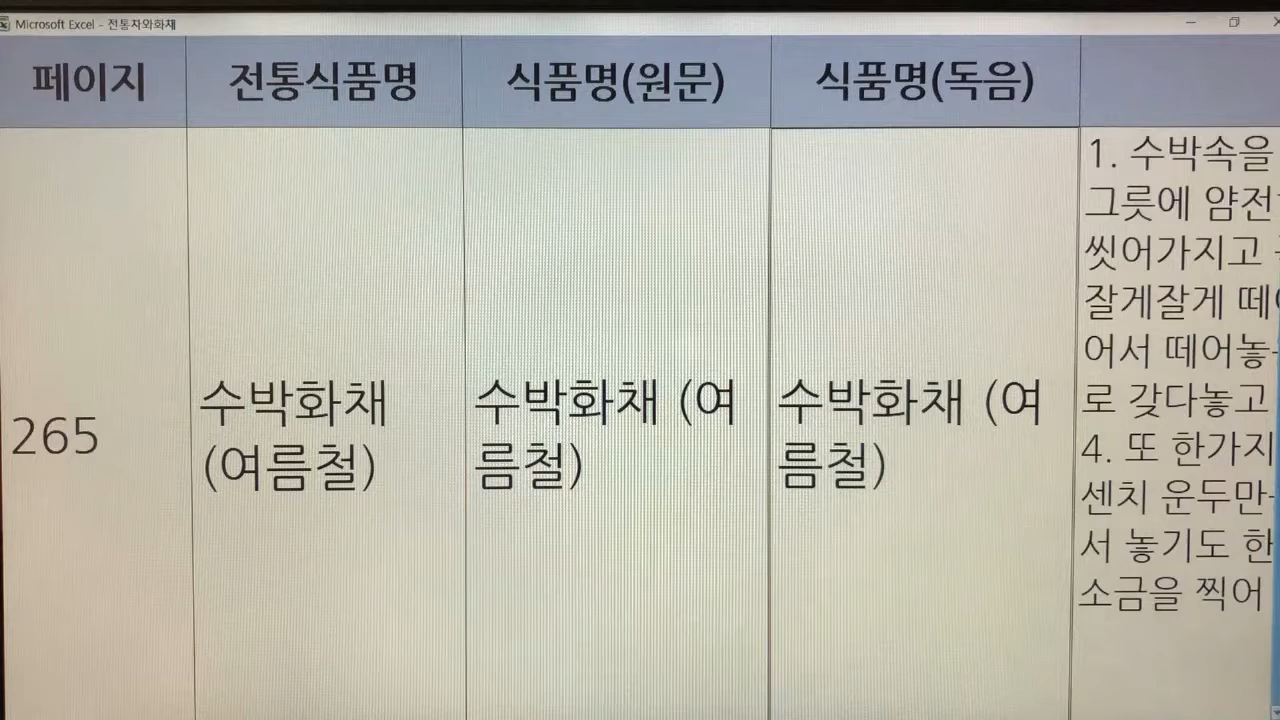 Microsoft Excel - 전통차와화채
페이지 전통식품명 식품명(원문) 식품명(독음)
265
수박화채
(여름철)
수박화채 (여
름철)
수박화채 (여
름철)
1. 수박속을
그릇에 얌전
씻어가지고
잘게잘게 떼
어서 떼어놓
로 갖다놓고
4. 또 한가지
센치 운두만
서 놓기도 한
소금을 찍어